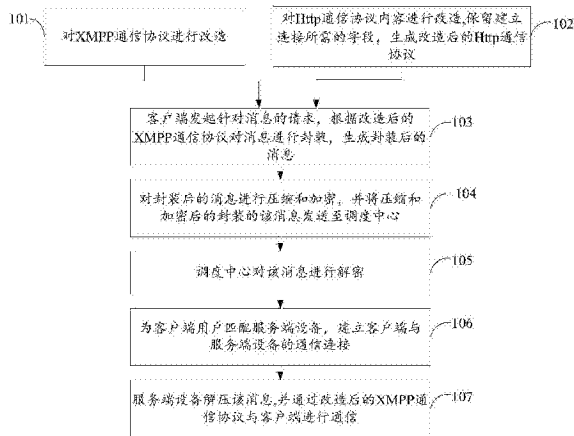 101
对XMPP通信协议进行改造
对Http通信协议内容进行改造,保留建立
连接所需的字段，生成改造后的Http通信
协议
102
客户端发起针对消息的请求，根据改造后的
XMPP通信协议对消息进行封装，生成封装后的
消息
103
对封装后的消息进行压缩和加密，并将压缩和
加密后的封装的该消息发送至调度中心
104
调度中心对该消息进行解密
105
为客户端用户匹配服务端设备，建立客户端与
服务端设备的通信连接
106
服务端设备解压该消息,并通过改造后的XMPP通
信协议与客户端进行通信
107